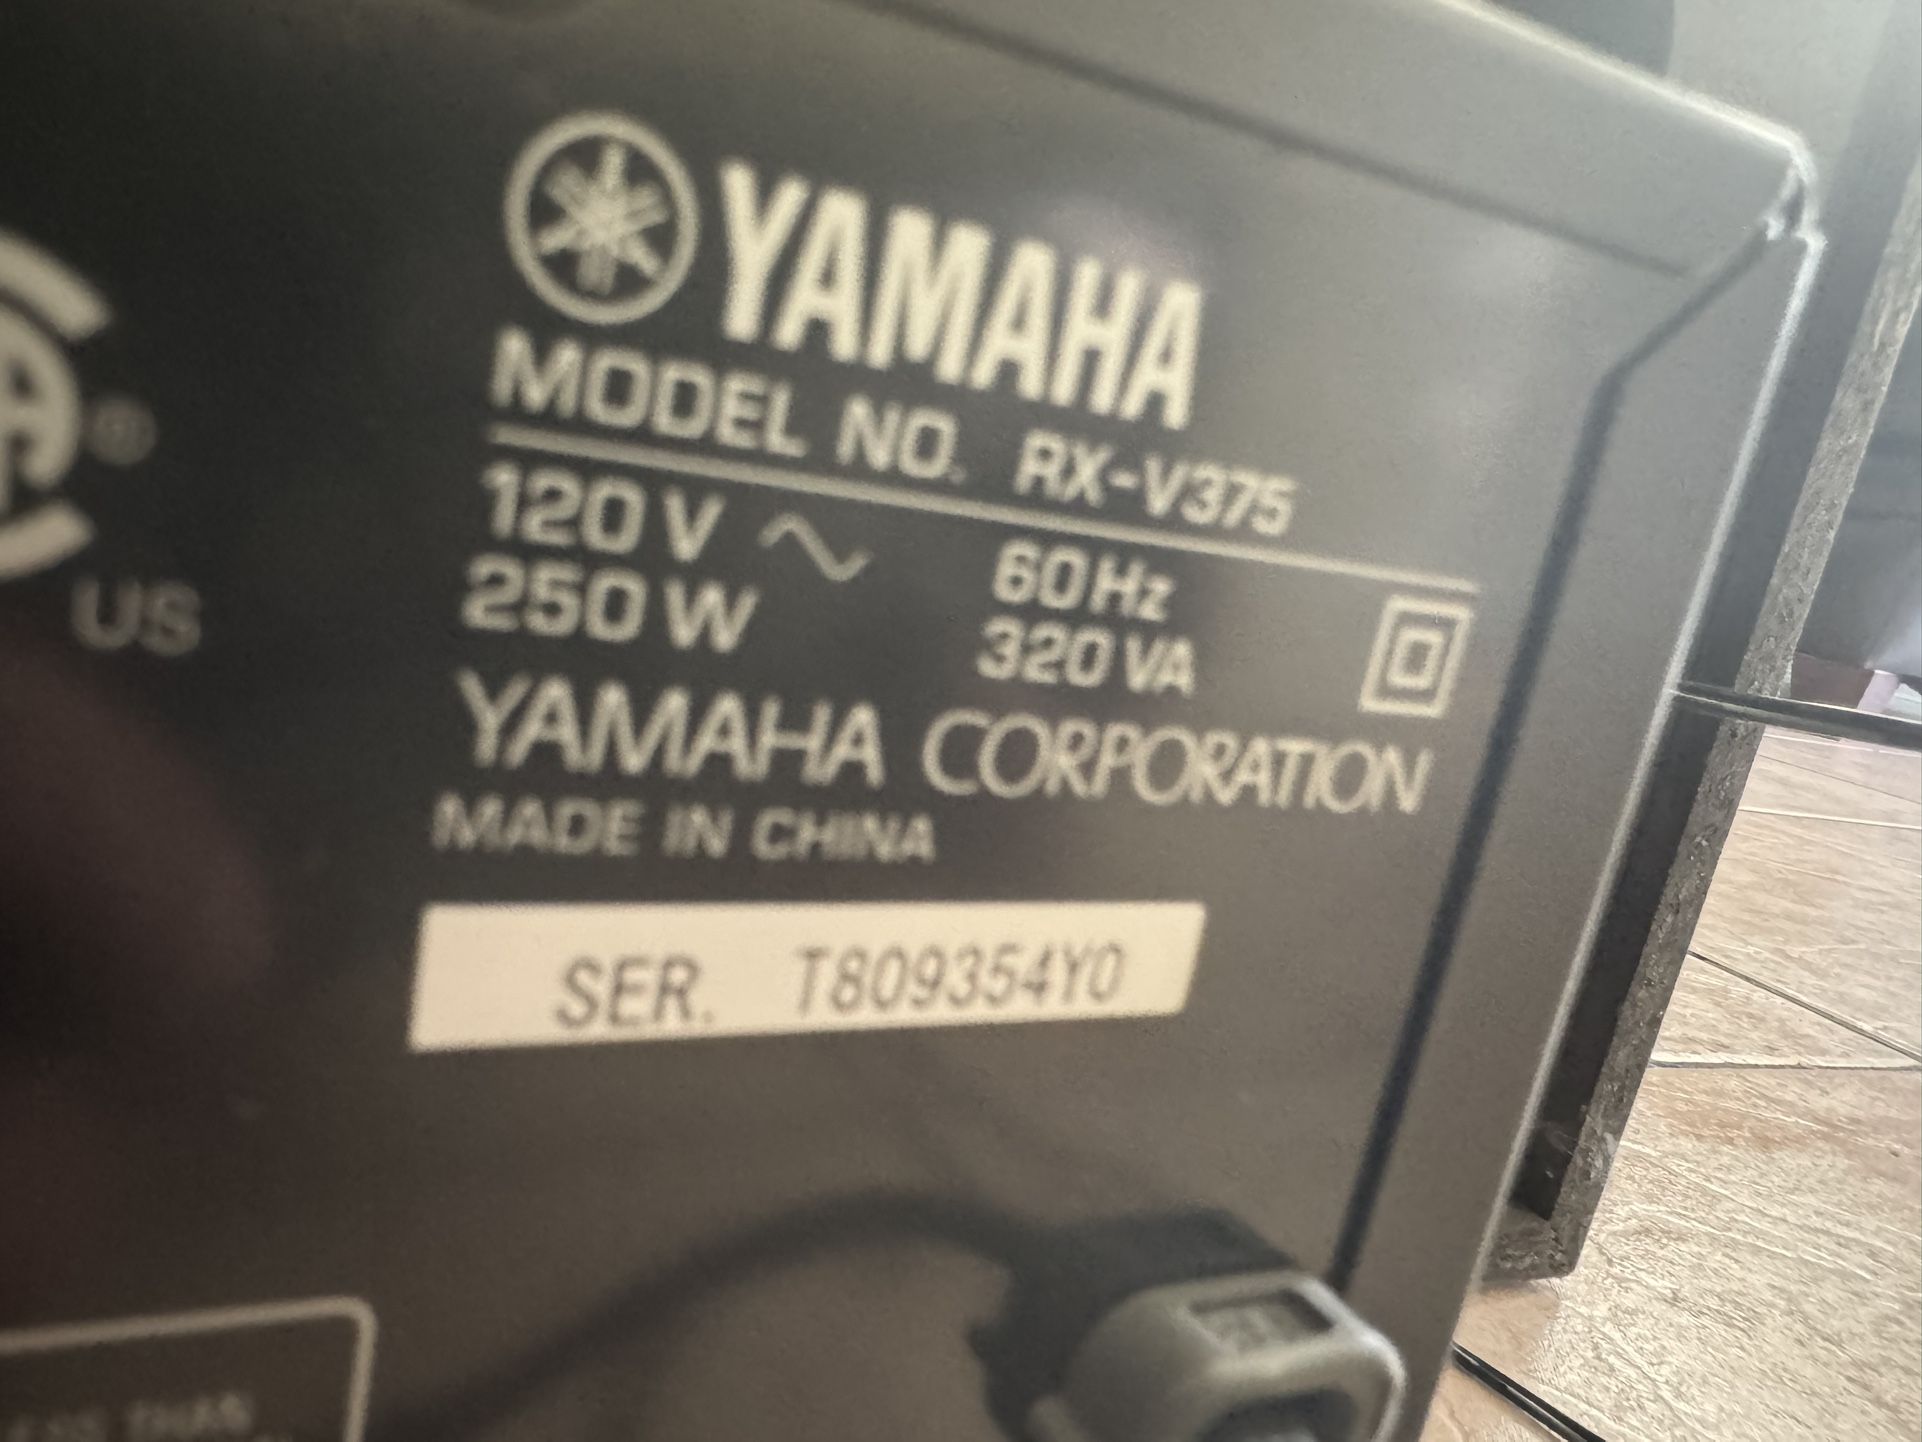 YAMAHA
MODEL NO. RX-V375
120 V ~ 60 Hz
250 W 320 VA
YAMAHA CORPORATION
MADE IN CHINA
SER. T809354Y0
®
US
THAN